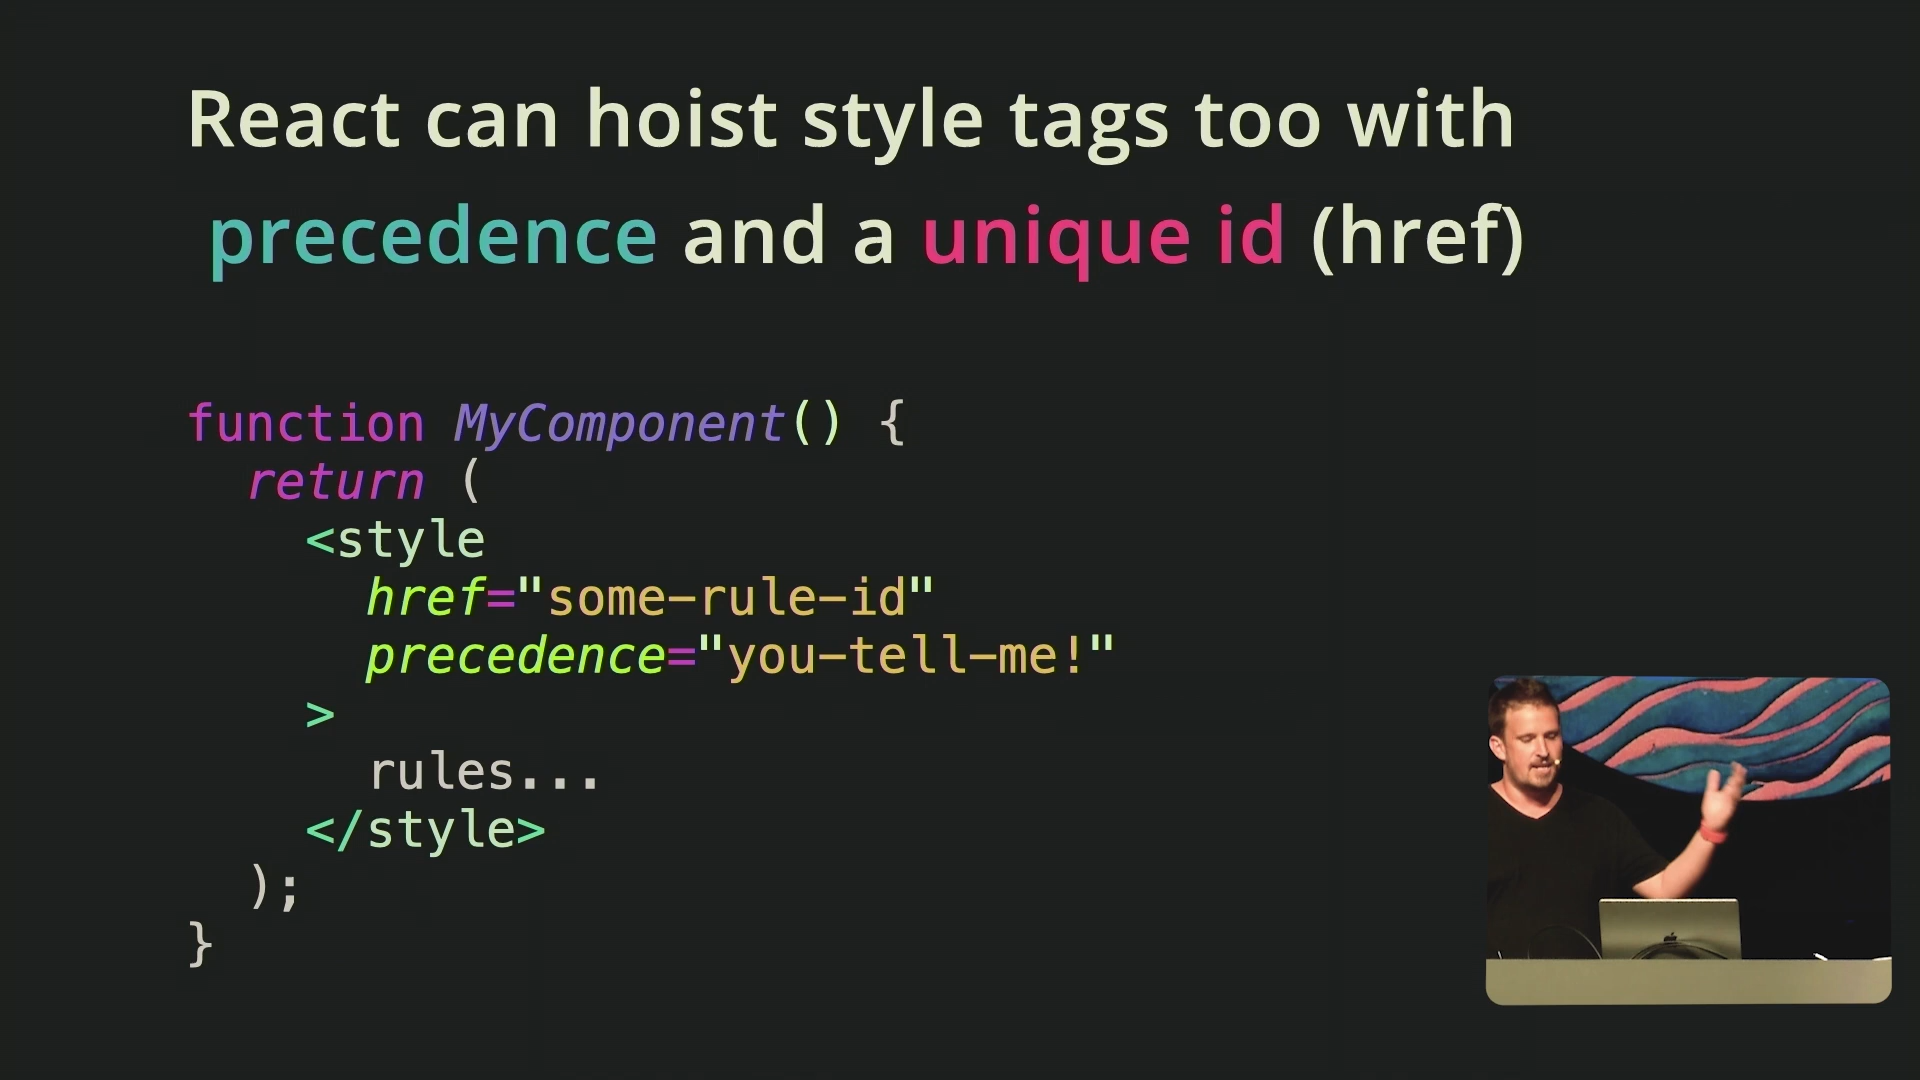 React can hoist style tags too with
precedence and a unique id (href)
function MyComponent() {
return (
<style
href="some-rule-id"
precedence="you-tell-me!"
>
rules...
</style>
);
}